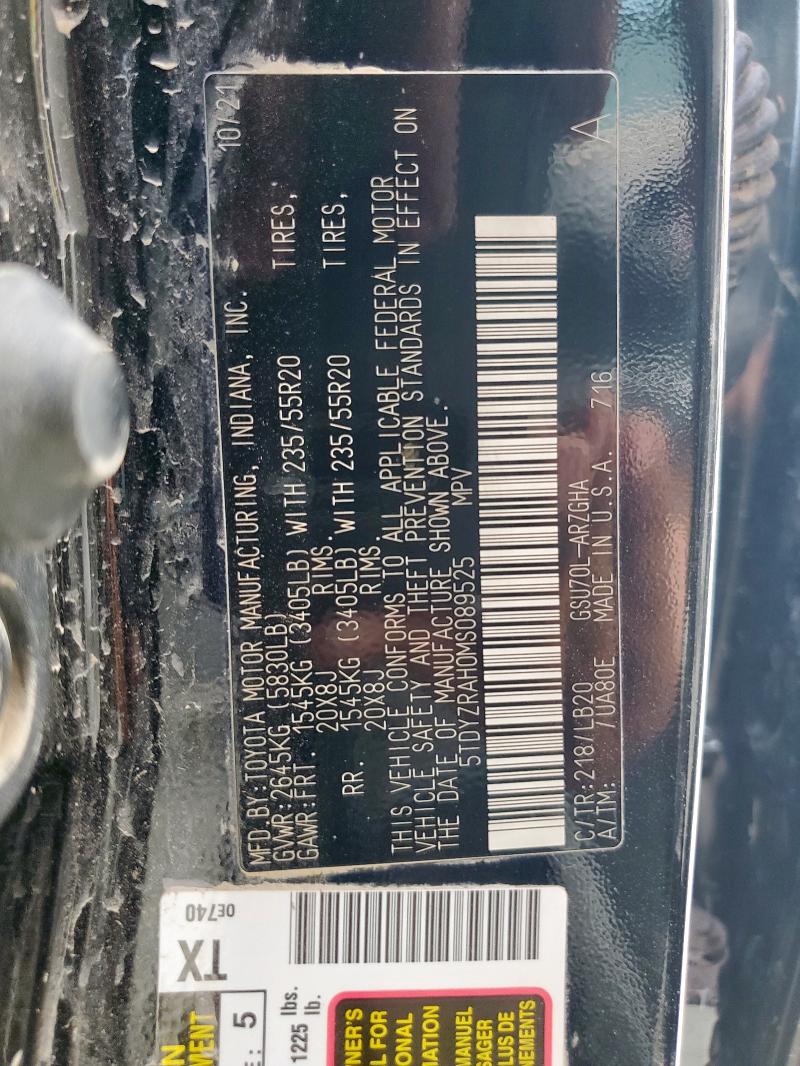 MFD.BY:TOYOTA MOTOR MANUFACTURING, INDIANA, INC. 10/21
GVWR:2645KG (5830LB)
GAWR:FRT. 1545KG (3405LB) WITH 235/55R20 TIRES,
20X8J RIMS.
RR. 1545KG (3405LB) WITH 235/55R20 TIRES,
20X8J RIMS.
THIS VEHICLE CONFORMS TO ALL APPLICABLE FEDERAL MOTOR
VEHICLE SAFETY AND THEFT PREVENTION STANDARDS IN EFFECT ON
THE DATE OF MANUFACTURE SHOWN ABOVE.
5TDYZRAH0MS089525 MPV
C/TR:218/LB20 GSU70L-ARZGHA A
A/TM: /UA80E MADE IN U.S.A. 716
0E740
TX
5
1225 lbs.
lb.